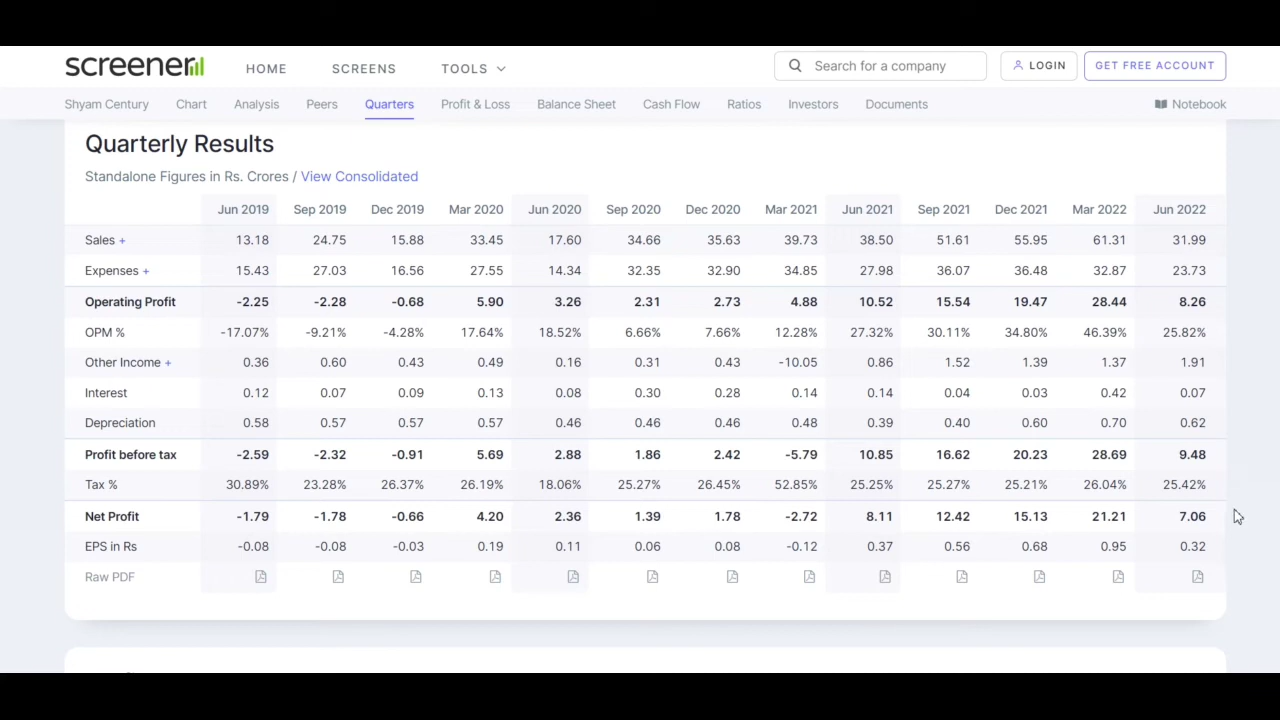 screener HOME SCREENS TOOLS Search for a company LOGIN GET FREE ACCOUNT
Shyam Century Chart Analysis Peers Quarters Profit & Loss Balance Sheet Cash Flow Ratios Investors Documents Notebook
Quarterly Results
Standalone Figures in Rs. Crores / View Consolidated
Jun 2019 Sep 2019 Dec 2019 Mar 2020 Jun 2020 Sep 2020 Dec 2020 Mar 2021 Jun 2021 Sep 2021 Dec 2021 Mar 2022 Jun 2022
Sales + 13.18 24.75 15.88 33.45 17.60 34.66 35.63 39.73 38.50 51.61 55.95 61.31 31.99
Expenses + 15.43 27.03 16.56 27.55 14.34 32.35 32.90 34.85 27.98 36.07 36.48 32.87 23.73
Operating Profit -2.25 -2.28 -0.68 5.90 3.26 2.31 2.73 4.88 10.52 15.54 19.47 28.44 8.26
OPM % -17.07% -9.21% -4.28% 17.64% 18.52% 6.66% 7.66% 12.28% 27.32% 30.11% 34.80% 46.39% 25.82%
Other Income + 0.36 0.60 0.43 0.49 0.16 0.31 0.43 -10.05 0.86 1.52 1.39 1.37 1.91
Interest 0.12 0.07 0.09 0.13 0.08 0.30 0.28 0.14 0.14 0.04 0.03 0.42 0.07
Depreciation 0.58 0.57 0.57 0.57 0.46 0.46 0.46 0.48 0.39 0.40 0.60 0.70 0.62
Profit before tax -2.59 -2.32 -0.91 5.69 2.88 1.86 2.42 -5.79 10.85 16.62 20.23 28.69 9.48
Tax % 30.89% 23.28% 26.37% 26.19% 18.06% 25.27% 26.45% 52.85% 25.25% 25.27% 25.21% 26.04% 25.42%
Net Profit -1.79 -1.78 -0.66 4.20 2.36 1.39 1.78 -2.72 8.11 12.42 15.13 21.21 7.06
EPS in Rs -0.08 -0.08 -0.03 0.19 0.11 0.06 0.08 -0.12 0.37 0.56 0.68 0.95 0.32
Raw PDF